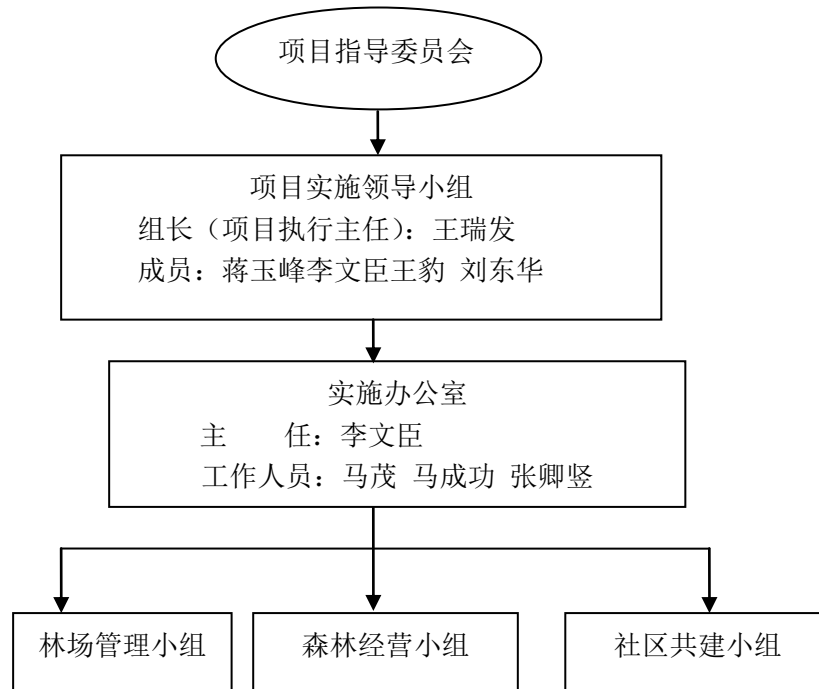 项目指导委员会
项目实施领导小组
组长（项目执行主任）：王瑞发
成员：蒋玉峰李文臣王豹 刘东华
实施办公室
主　　任：李文臣
工作人员：马茂 马成功 张卿竖
林场管理小组
森林经营小组
社区共建小组